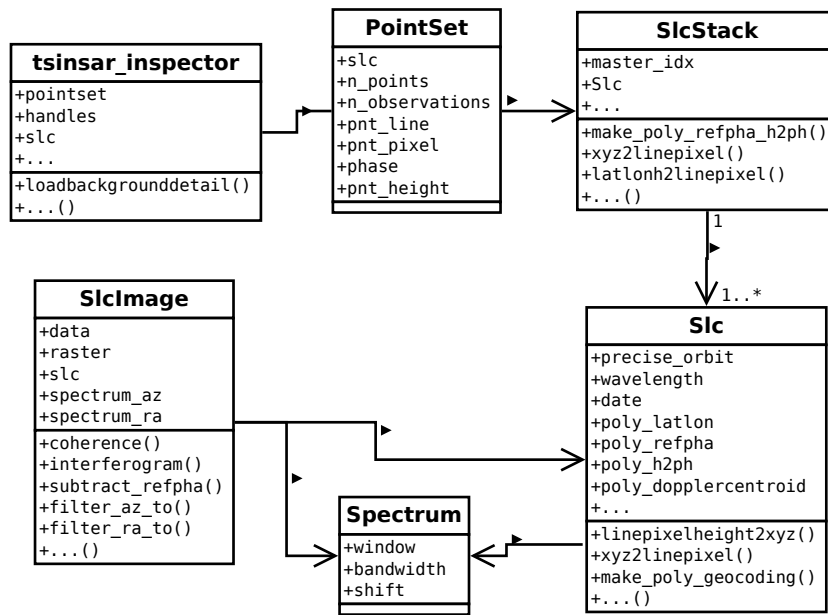 tsinsar_inspector
+pointset
+handles
+slc
+...
+loadbackgrounddetail()
+...()
PointSet
+slc
+n_points
+n_observations
+pnt_line
+pnt_pixel
+phase
+pnt_height
SlcStack
+master_idx
+Slc
+...
+make_poly_refpha_h2ph()
+xyz2linepixel()
+latlonh2linepixel()
+...()
1
1..*
SlcImage
+data
+raster
+slc
+spectrum_az
+spectrum_ra
+coherence()
+interferogram()
+subtract_refpha()
+filter_az_to()
+filter_ra_to()
+...()
Spectrum
+window
+bandwidth
+shift
Slc
+precise_orbit
+wavelength
+date
+poly_latlon
+poly_refpha
+poly_h2ph
+poly_dopplercentroid
+...
+linepixelheight2xyz()
+xyz2linepixel()
+make_poly_geocoding()
+...()